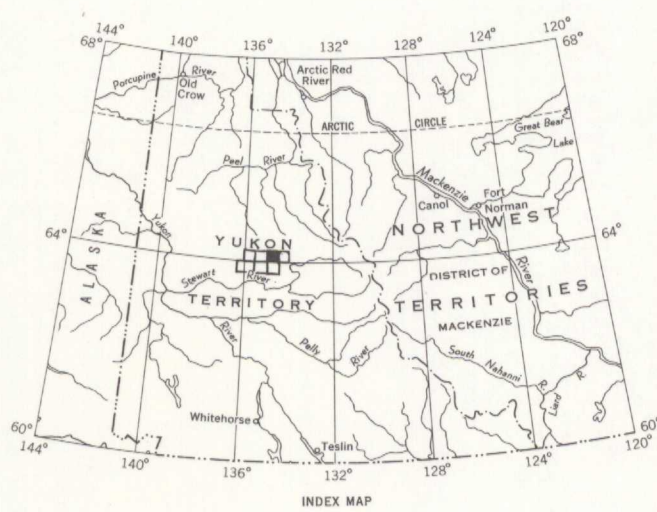 144°
68°
140°
136°
132°
128°
124°
120°
68°
Porcupine River
Old
Crow
Arctic Red
River
ARCTIC CIRCLE
Great Bear
Lake
Peel River
Mackenzie
River
Canol
Fort
Norman
NORTHWEST
64°
ALASKA
Yukon
YUKON
64°
Stewart
River
DISTRICT OF
TERRITORY
TERRITORIES
MACKENZIE
River
Pelly
River
South
Nahanni
R.
Liard
R.
Whitehorse
Teslin
60°
144°
140°
136°
132°
128°
124°
60°
120°
INDEX MAP